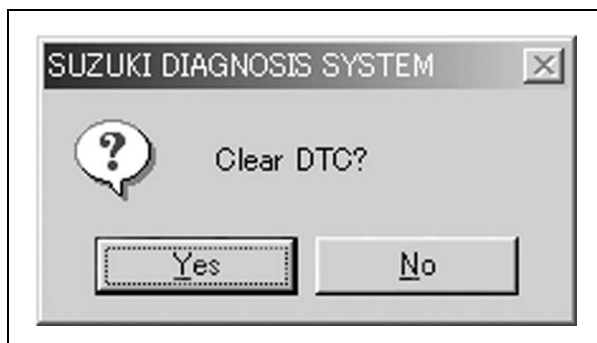 SUZUKI DIAGNOSIS SYSTEM
?
Clear DTC?
Yes
No